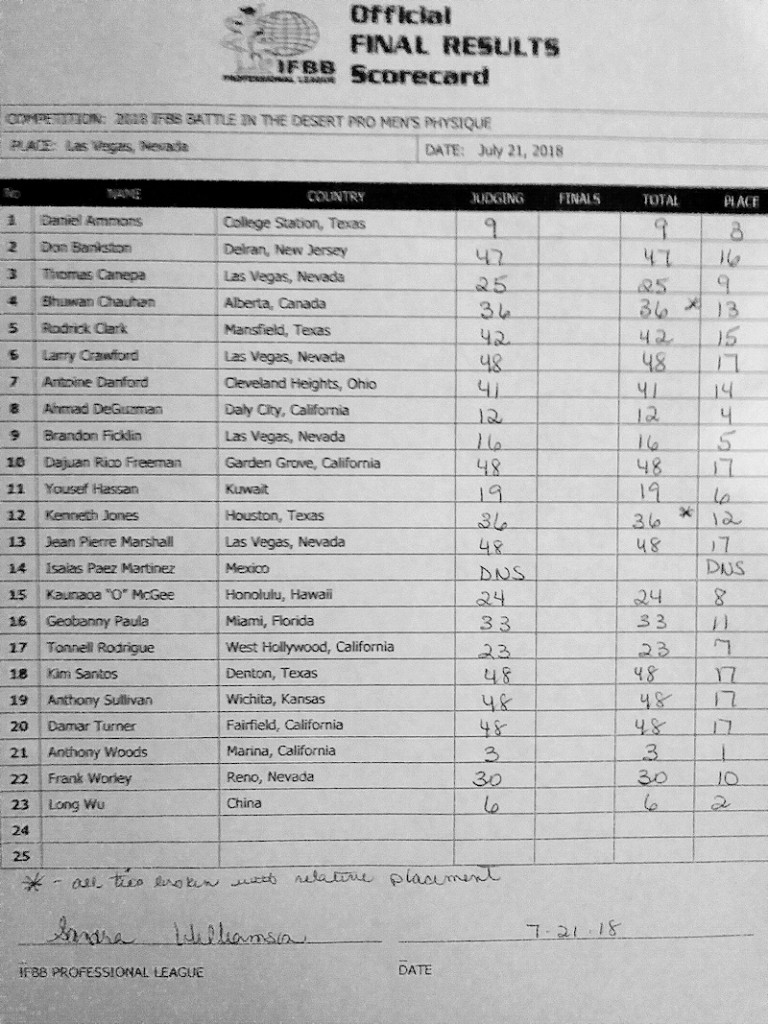 Official
FINAL RESULTS
Scorecard
IFBB
PROFESSIONAL LEAGUE
COMPETITION: 2018 IFBB BATTLE IN THE DESERT PRO MEN'S PHYSIQUE
PLACE: Las Vegas, Nevada DATE: July 21, 2018
No NAME COUNTRY JUDGING FINALS TOTAL PLACE
1 Daniel Ammons College Station, Texas 9 9 3
2 Don Bankston Delran, New Jersey 47 47 16
3 Thomas Canepa Las Vegas, Nevada 25 25 9
4 Bhuwan Chauhan Alberta, Canada 36 36 * 13
5 Rodrick Clark Mansfield, Texas 42 42 15
6 Larry Crawford Las Vegas, Nevada 48 48 17
7 Antoine Danford Cleveland Heights, Ohio 41 41 14
8 Ahmad DeGuzman Daly City, California 12 12 4
9 Brandon Ficklin Las Vegas, Nevada 16 16 5
10 Dajuan Rico Freeman Garden Grove, California 48 48 17
11 Yousef Hassan Kuwait 19 19 6
12 Kenneth Jones Houston, Texas 36 36 * 12
13 Jean Pierre Marshall Las Vegas, Nevada 48 48 17
14 Isaias Paez Martinez Mexico DNS DNS
15 Kaunaoa "O" McGee Honolulu, Hawaii 24 24 8
16 Geobanny Paula Miami, Florida 33 33 11
17 Tonnell Rodrigue West Hollywood, California 23 23 7
18 Kim Santos Denton, Texas 48 48 17
19 Anthony Sullivan Wichita, Kansas 48 48 17
20 Damar Turner Fairfield, California 48 48 17
21 Anthony Woods Marina, California 3 3 1
22 Frank Worley Reno, Nevada 30 30 10
23 Long Wu China 6 6 2
24
25
* - all ties broken with relative placement
Sandra Williamson 7-21-18
IFBB PROFESSIONAL LEAGUE DATE